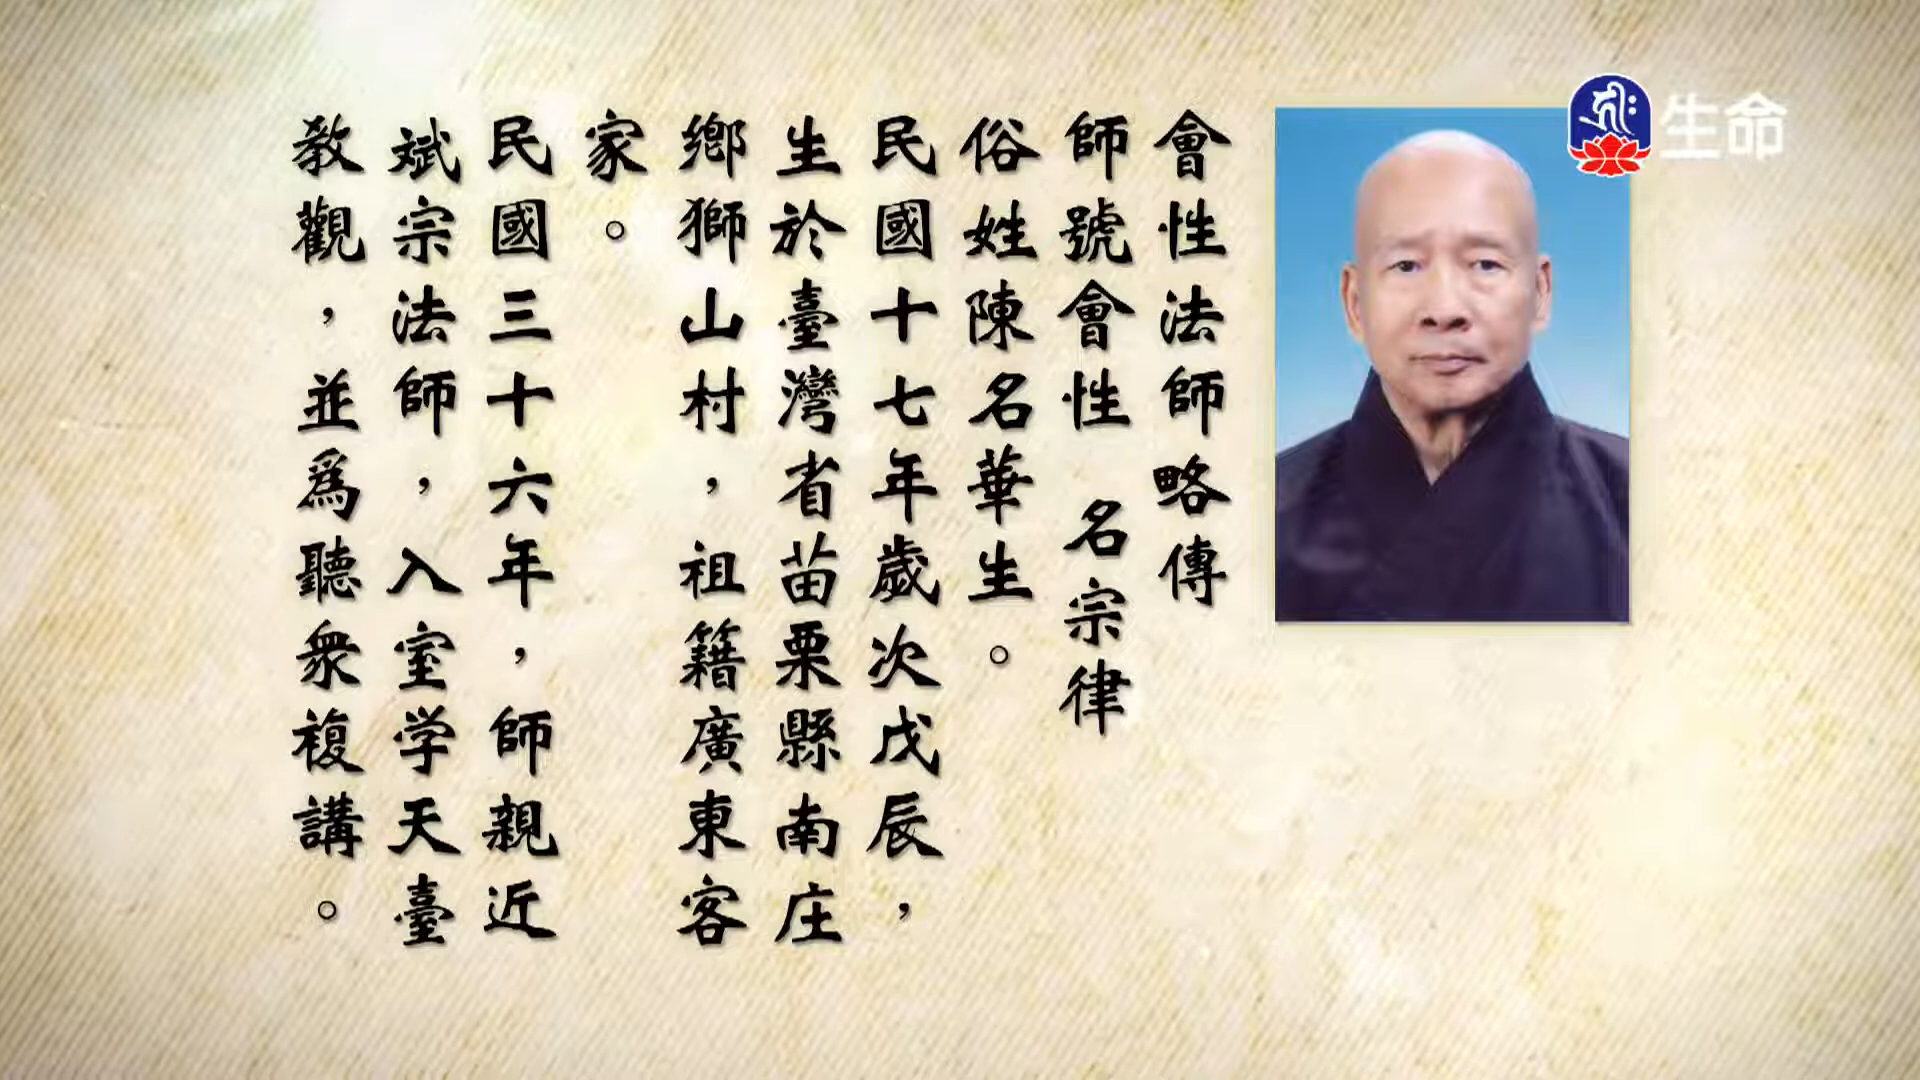 會性法師略傳
師號會性 名宗律
俗姓陳名華生。
民國十七年歲次戊辰，
生於臺灣省苗栗縣南庄
鄉獅山村，祖籍廣東客
家。
民國三十六年，師親近
斌宗法師，入室学天臺
教觀，並為聽眾複講。
生命